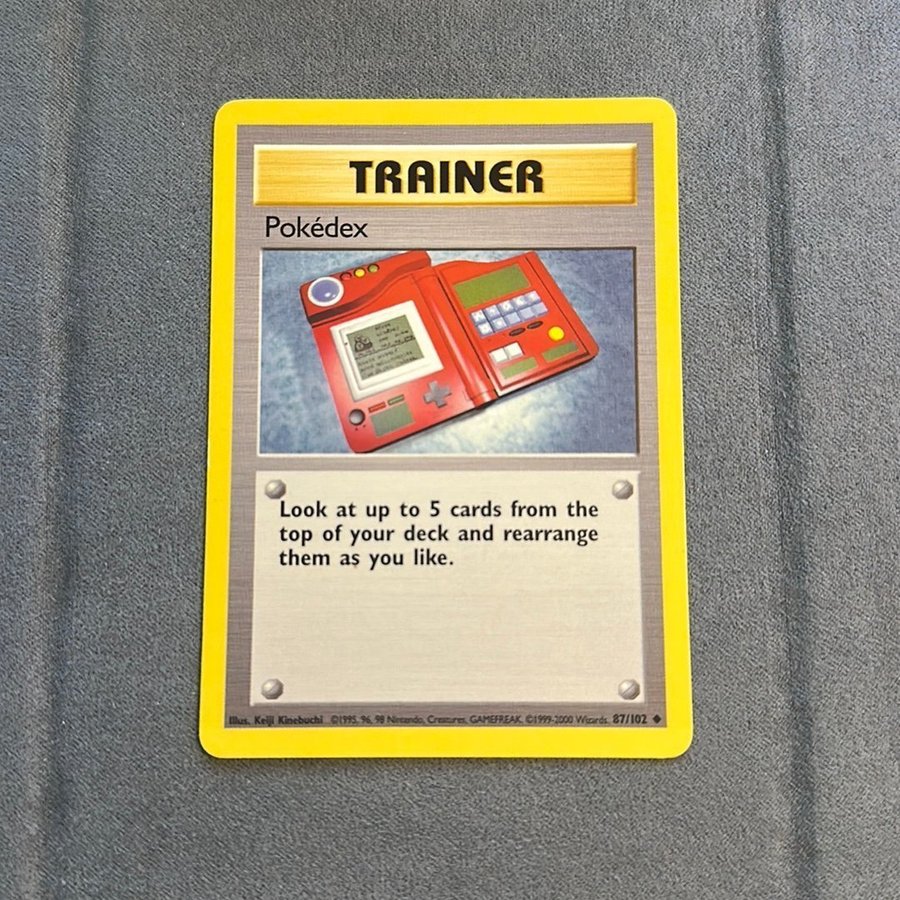 TRAINER
Pokédex
Look at up to 5 cards from the
top of your deck and rearrange
them as you like.
Illus. Keiji Kinebuchi ©1995, 96, 98 Nintendo, Creatures, GAMEFREAK. ©1999-2000 Wizards. 87/102